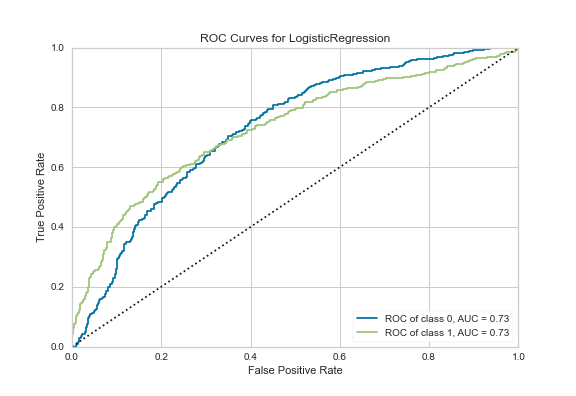 ROC Curves for LogisticRegression
True Positive Rate
1.0
0.8
0.6
0.4
0.2
0.0
ROC of class 0, AUC = 0.73
ROC of class 1, AUC = 0.73
0.0 0.2 0.4 0.6 0.8 1.0
False Positive Rate